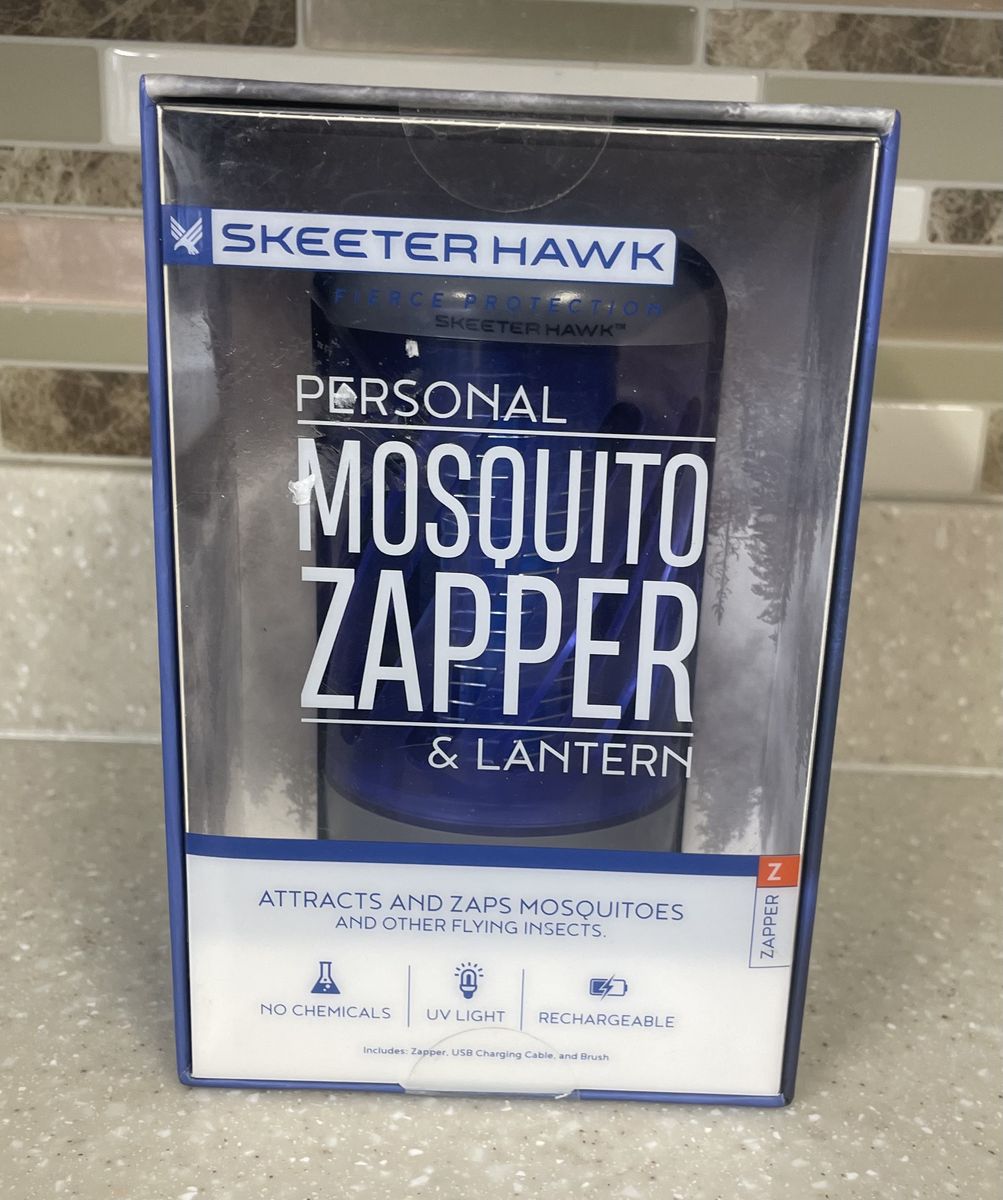 SKEETER HAWK
FIERCE PROTECTION
SKEETER HAWK™
PERSONAL
MOSQUITO
ZAPPER
& LANTERN
Z
ZAPPER
ATTRACTS AND ZAPS MOSQUITOES
AND OTHER FLYING INSECTS.
NO CHEMICALS
UV LIGHT
RECHARGEABLE
Includes: Zapper, USB Charging Cable, and Brush